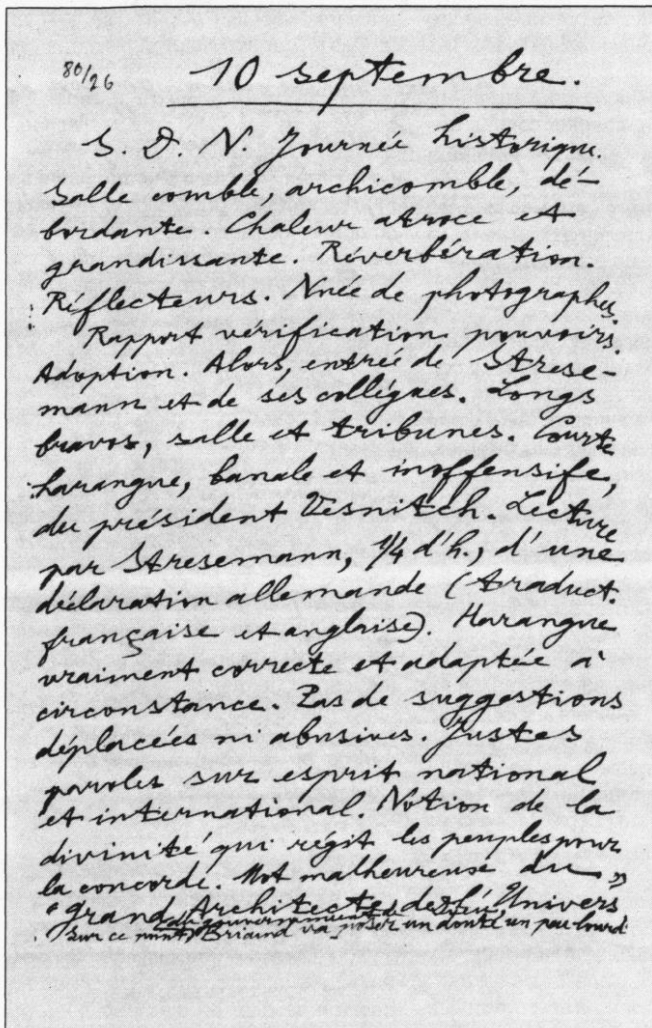 80/26 10 septembre.
S. D. N. Journée historique.
Salle comble, archicomble, dé-
bordante. Chaleur atroce et
grandissante. Réverbération.
Réflecteurs. Nuée de photographes.
Rapport vérification pouvoirs.
Adoption. Alors, entrée de Strese-
mann et de ses collègues. Longs
bravos, salle et tribunes. Courte
harangue, banale et inoffensife,
du président Vesnitch. Lecture
par Stresemann, 1/4 d'h., d'une
déclaration allemande (traduct.
française et anglaise). Harangue
vraiment correcte et adaptée à
circonstance. Pas de suggestions
déplacées ni abusives. Justes
paroles sur esprit national
et international. Notion de la
divinité qui régit les peuples pour
la concorde. Mot malheureux du
"grand Architecte de l'Univers"
du gouvernement de
(sur ce point) Briand va poser un doute un peu lourd